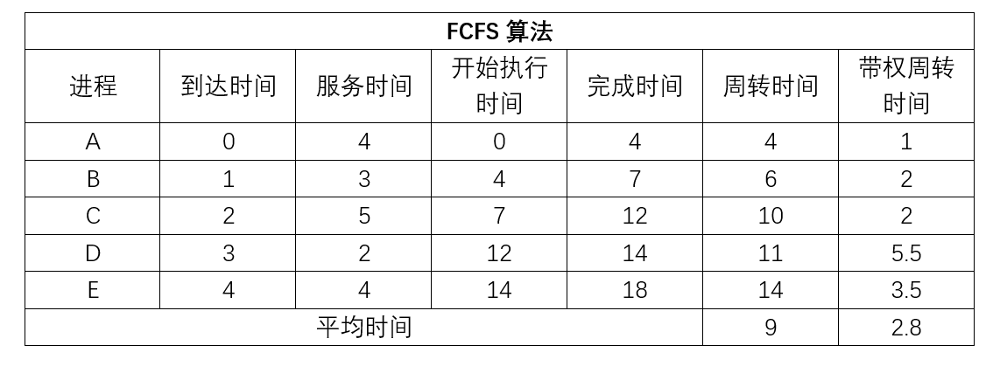 FCFS 算法
进程 到达时间 服务时间 开始执行时间 完成时间 周转时间 带权周转时间
A 0 4 0 4 4 1
B 1 3 4 7 6 2
C 2 5 7 12 10 2
D 3 2 12 14 11 5.5
E 4 4 14 18 14 3.5
平均时间 9 2.8